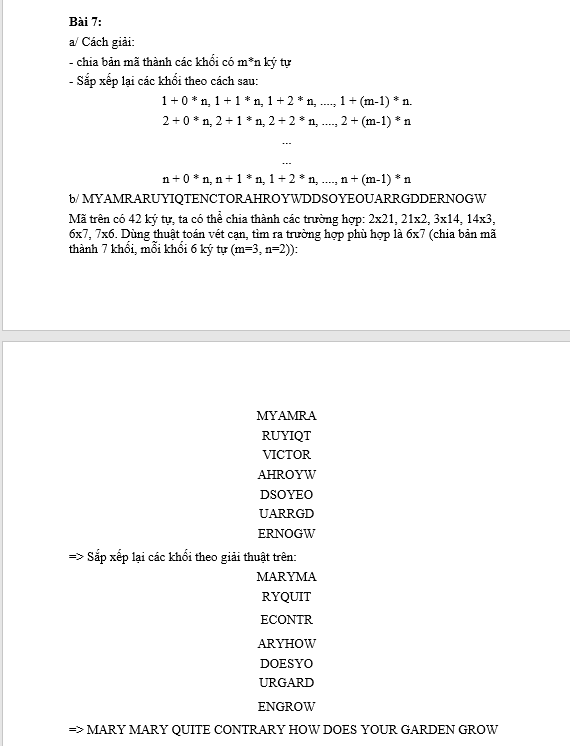 Bài 7:
a/ Cách giải:
- chia bản mã thành các khối có m*n ký tự
- Sắp xếp lại các khối theo cách sau:
1 + 0 * n, 1 + 1 * n, 1 + 2 * n, ...., 1 + (m-1) * n.
2 + 0 * n, 2 + 1 * n, 2 + 2 * n, ...., 2 + (m-1) * n
...
...
n + 0 * n, n + 1 * n, 1 + 2 * n, ...., n + (m-1) * n
b/ MYAMRARUYIQTENCTORAHROYWDDSOYEOUARRGDDERNOGW
Mã trên có 42 ký tự, ta có thể chia thành các trường hợp: 2x21, 21x2, 3x14, 14x3,
6x7, 7x6. Dùng thuật toán vét cạn, tìm ra trường hợp phù hợp là 6x7 (chia bản mã
thành 7 khối, mỗi khối 6 ký tự (m=3, n=2)):
MYAMRA
RUYIQT
VICTOR
AHROYW
DSOYEO
UARRGD
ERNOGW
=> Sắp xếp lại các khối theo giải thuật trên:
MARYMA
RYQUIT
ECONTR
ARYHOW
DOESYO
URGARD
ENGROW
=> MARY MARY QUITE CONTRARY HOW DOES YOUR GARDEN GROW